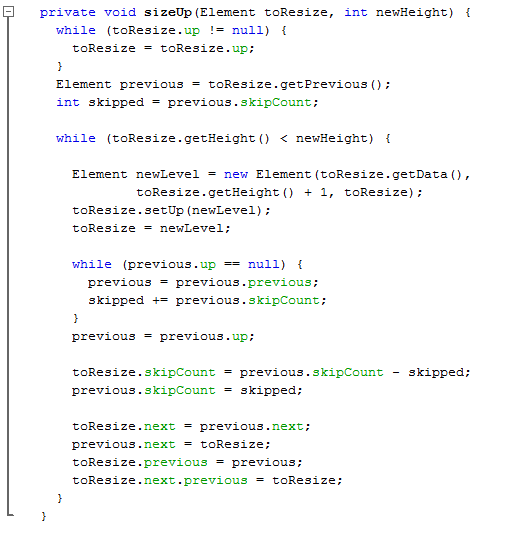 private void sizeUp(Element toResize, int newHeight) {
while (toResize.up != null) {
toResize = toResize.up;
}
Element previous = toResize.getPrevious();
int skipped = previous.skipCount;
while (toResize.getHeight() < newHeight) {
Element newLevel = new Element(toResize.getData(),
toResize.getHeight() + 1, toResize);
toResize.setUp(newLevel);
toResize = newLevel;
while (previous.up == null) {
previous = previous.previous;
skipped += previous.skipCount;
}
previous = previous.up;
toResize.skipCount = previous.skipCount - skipped;
previous.skipCount = skipped;
toResize.next = previous.next;
previous.next = toResize;
toResize.previous = previous;
toResize.next.previous = toResize;
}
}